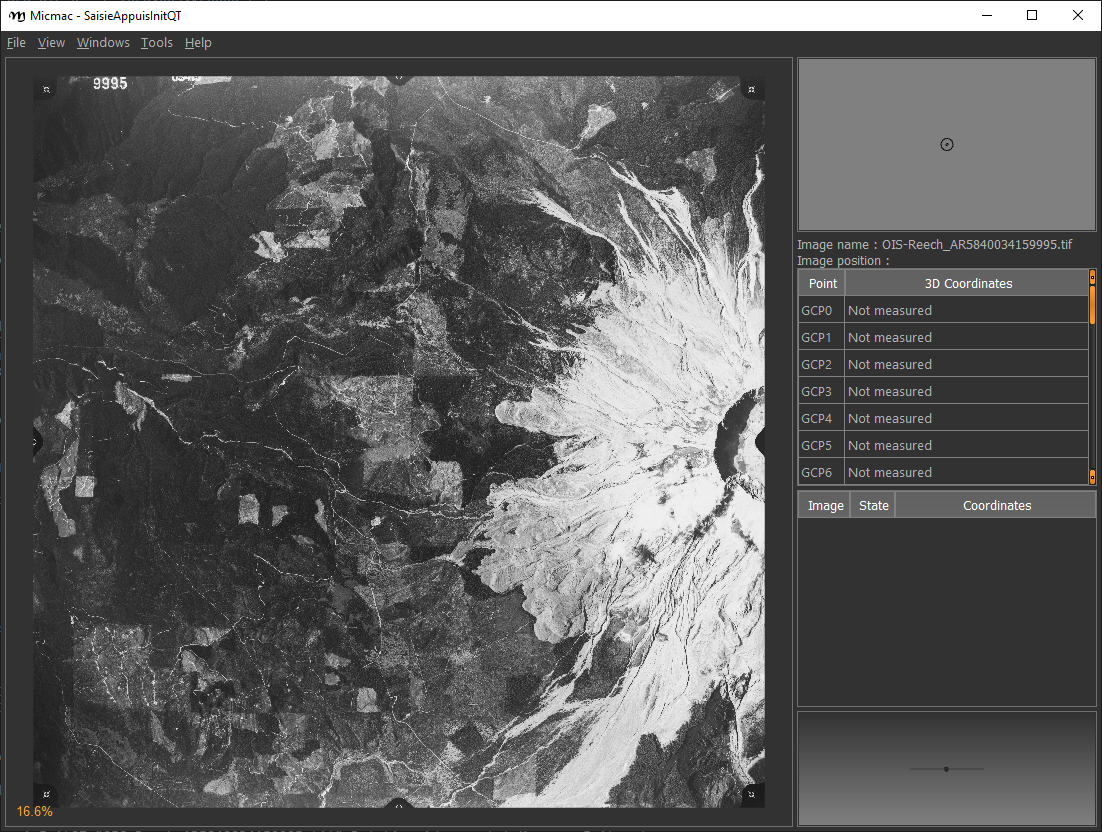 Micmac - SaisieAppuisInitQT
File View Windows Tools Help
9995
Image name : OIS-Reech_AR5840034159995.tif
Image position :
Point 3D Coordinates
GCP0 Not measured
GCP1 Not measured
GCP2 Not measured
GCP3 Not measured
GCP4 Not measured
GCP5 Not measured
GCP6 Not measured
Image State Coordinates
16.6%